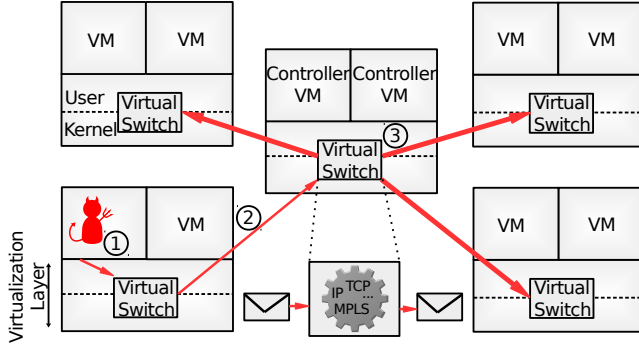 VM VM
User
Kernel
Virtual
Switch
Controller
VM
Controller
VM
3
Virtual
Switch
VM VM
Virtual
Switch
1
VM
2
Virtual
Switch
Virtualization
Layer
IP TCP
...
MPLS
VM VM
Virtual
Switch